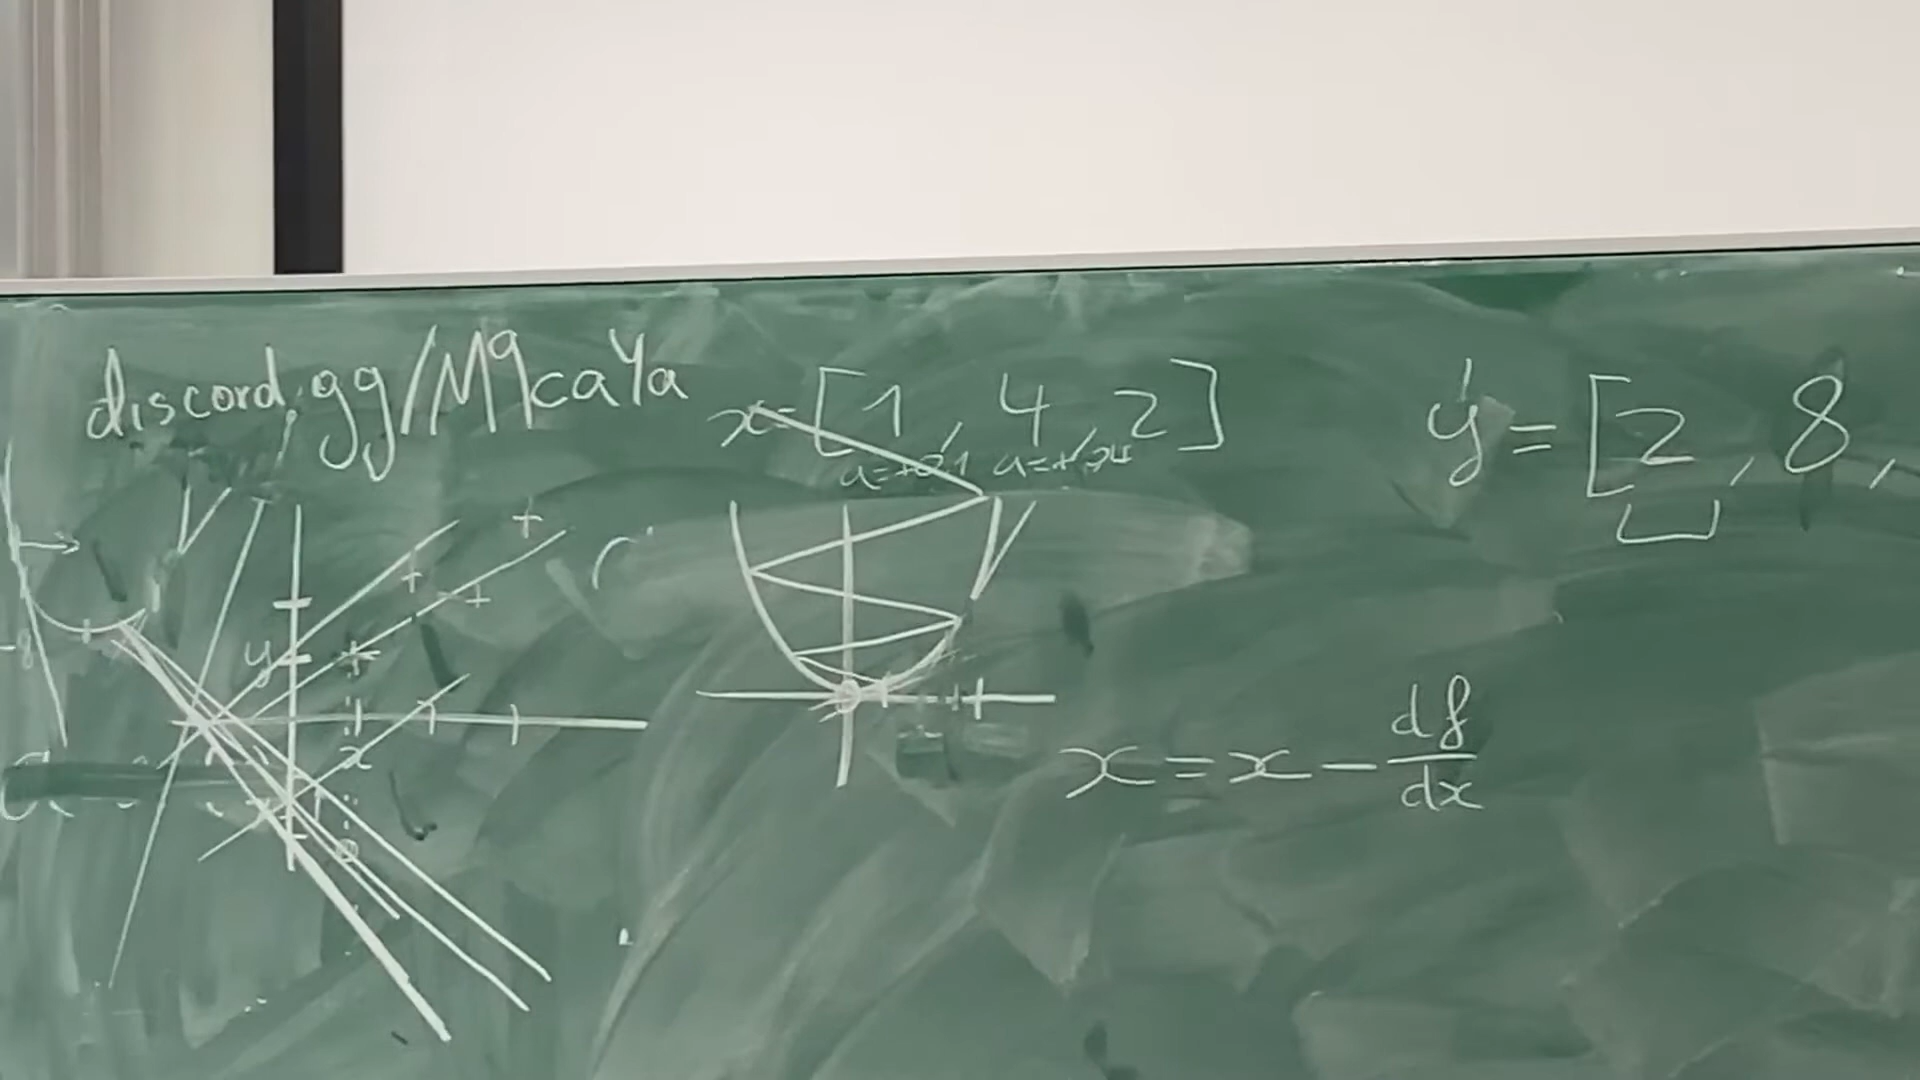 discord.gg/M9caYa
x=[1, 4, 2]
y=[2, 8,
y
x
x = x - df/dx